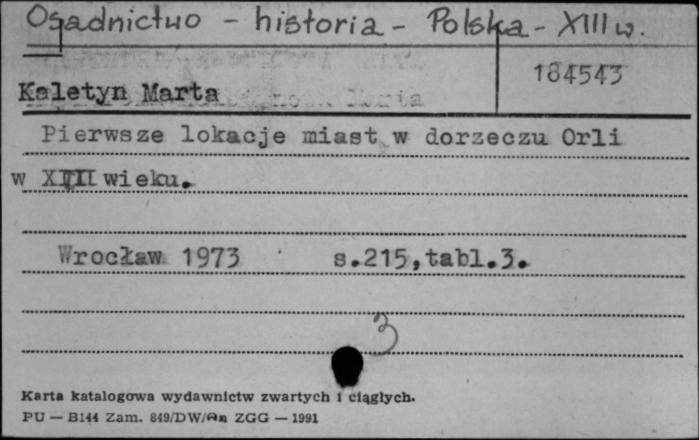 Osadnictwo - historia - Polska - XIII w.
184543
Kaletyn Marta
Pierwsze lokacje miast w dorzeczu Orli
w XIII wieku.
Wrocław 1973 s.215,tabl.3.
3
Karta katalogowa wydawnictw zwartych i ciągłych.
PU — B144 Zam. 849/DW/ ZGG — 1991